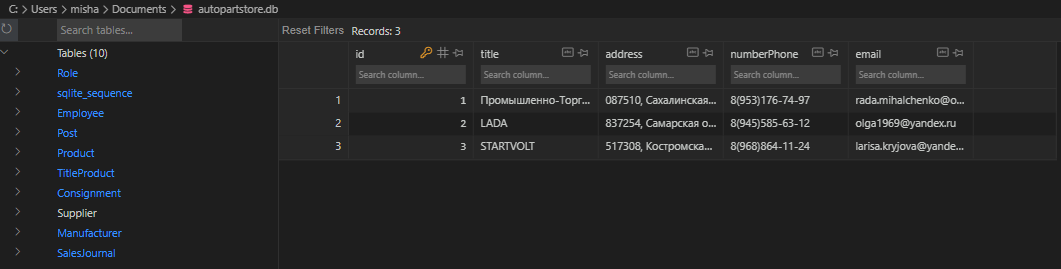 C: > Users > misha > Documents > autopartstore.db
Search tables...
Reset Filters Records: 3
Tables (10)
Role
sqlite_sequence
Employee
Post
Product
TitleProduct
Consignment
Supplier
Manufacturer
SalesJournal
id title address numberPhone email
Search column... Search column... Search column... Search column... Search column...
1 1 Промышленно-Торг... 087510, Сахалинская... 8(953)176-74-97 rada.mihalchenko@o...
2 2 LADA 837254, Самарская о... 8(945)585-63-12 olga1969@yandex.ru
3 3 STARTVOLT 517308, Костромска... 8(968)864-11-24 larisa.kryjova@yande...